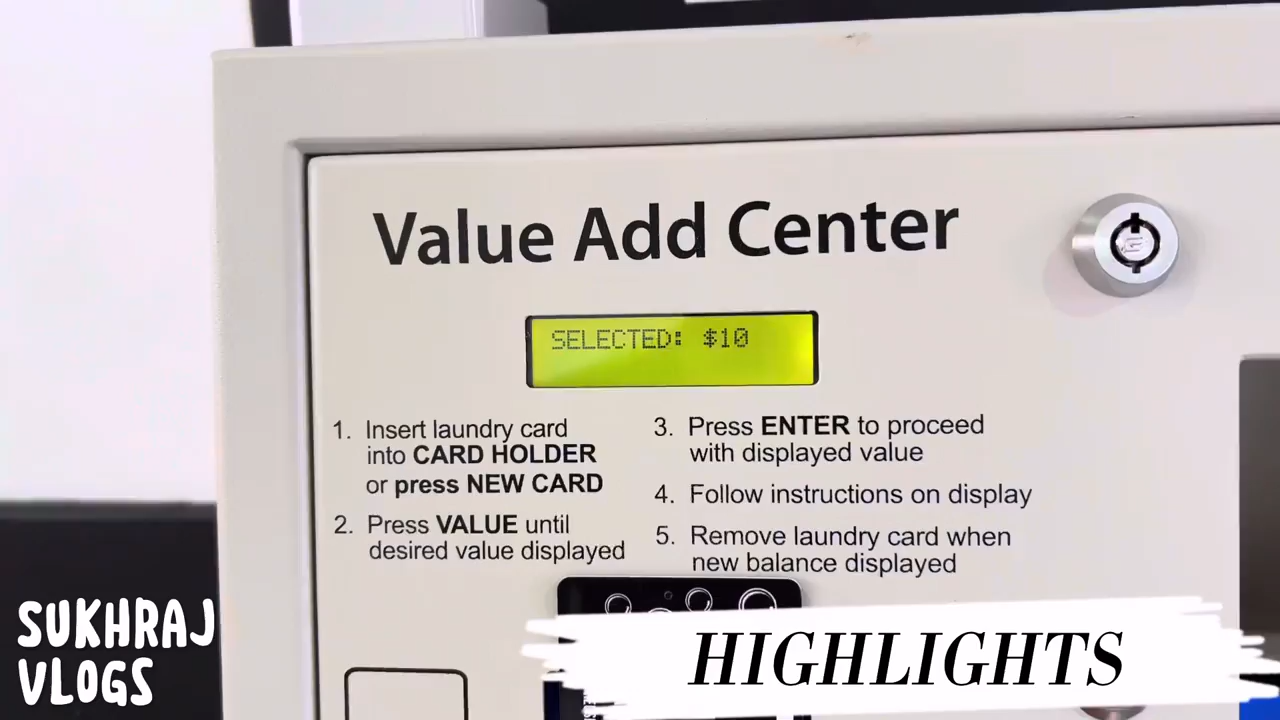 Value Add Center
SELECTED: $10
1. Insert laundry card
into CARD HOLDER
or press NEW CARD
2. Press VALUE until
desired value displayed
3. Press ENTER to proceed
with displayed value
4. Follow instructions on display
5. Remove laundry card when
new balance displayed
SUKHRAJ
VLOGS
HIGHLIGHTS